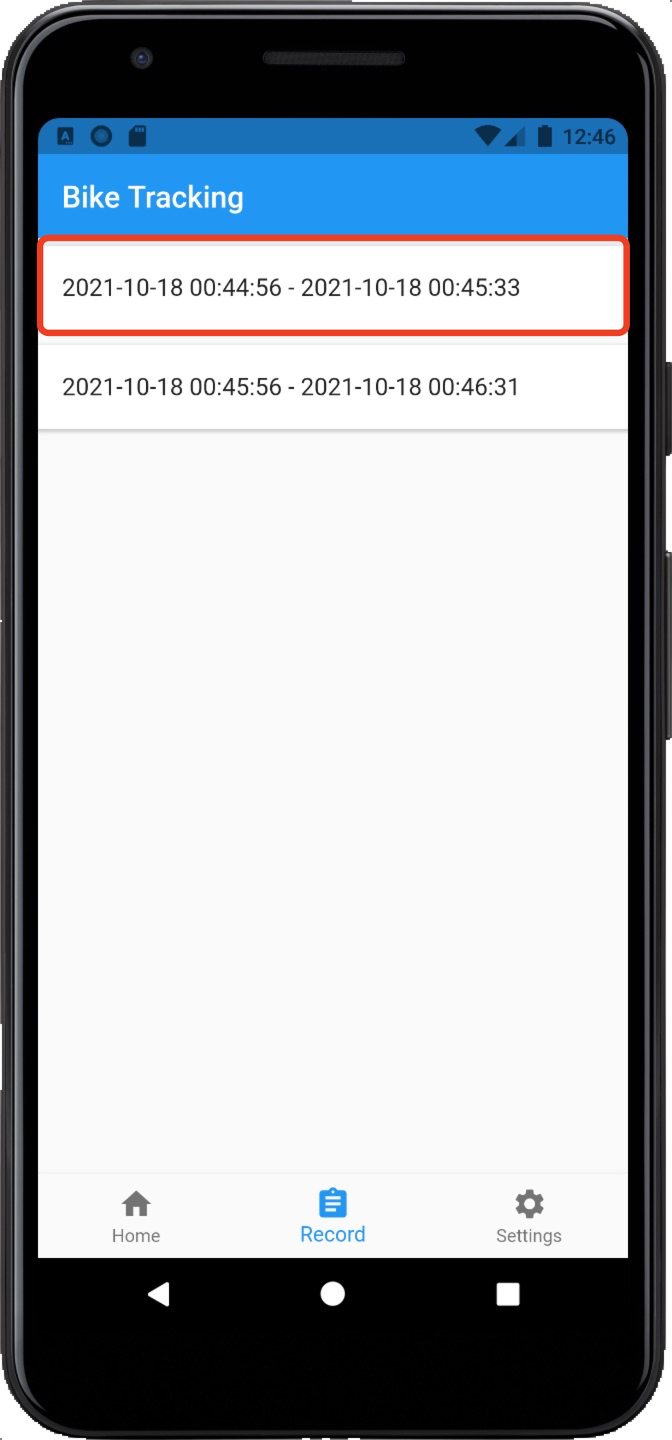 12:46
Bike Tracking
2021-10-18 00:44:56 - 2021-10-18 00:45:33
2021-10-18 00:45:56 - 2021-10-18 00:46:31
Home
Record
Settings